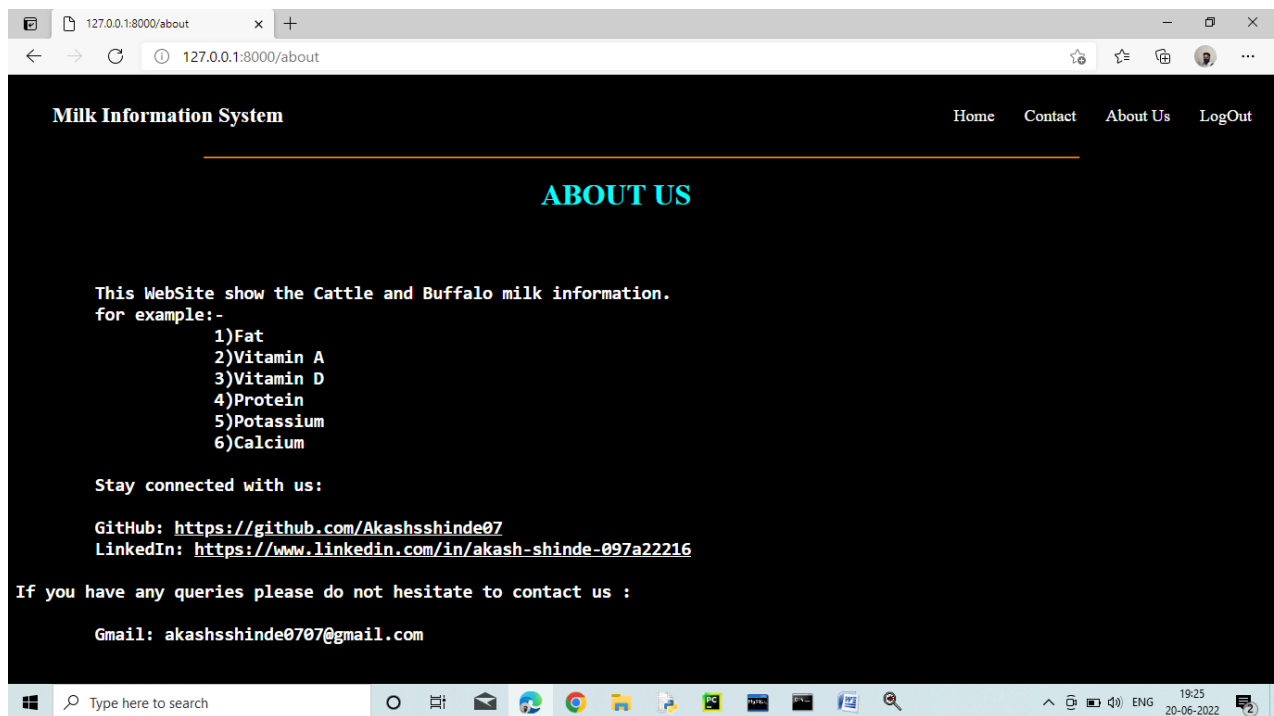 127.0.0.1:8000/about
127.0.0.1:8000/about
Milk Information System
Home Contact About Us LogOut
ABOUT US
This WebSite show the Cattle and Buffalo milk information.
for example:-
1)Fat
2)Vitamin A
3)Vitamin D
4)Protein
5)Potassium
6)Calcium
Stay connected with us:
GitHub: https://github.com/Akashsshinde07
LinkedIn: https://www.linkedin.com/in/akash-shinde-097a22216
If you have any queries please do not hesitate to contact us :
Gmail: akashsshinde0707@gmail.com
Type here to search
ENG
19:25
20-06-2022
2